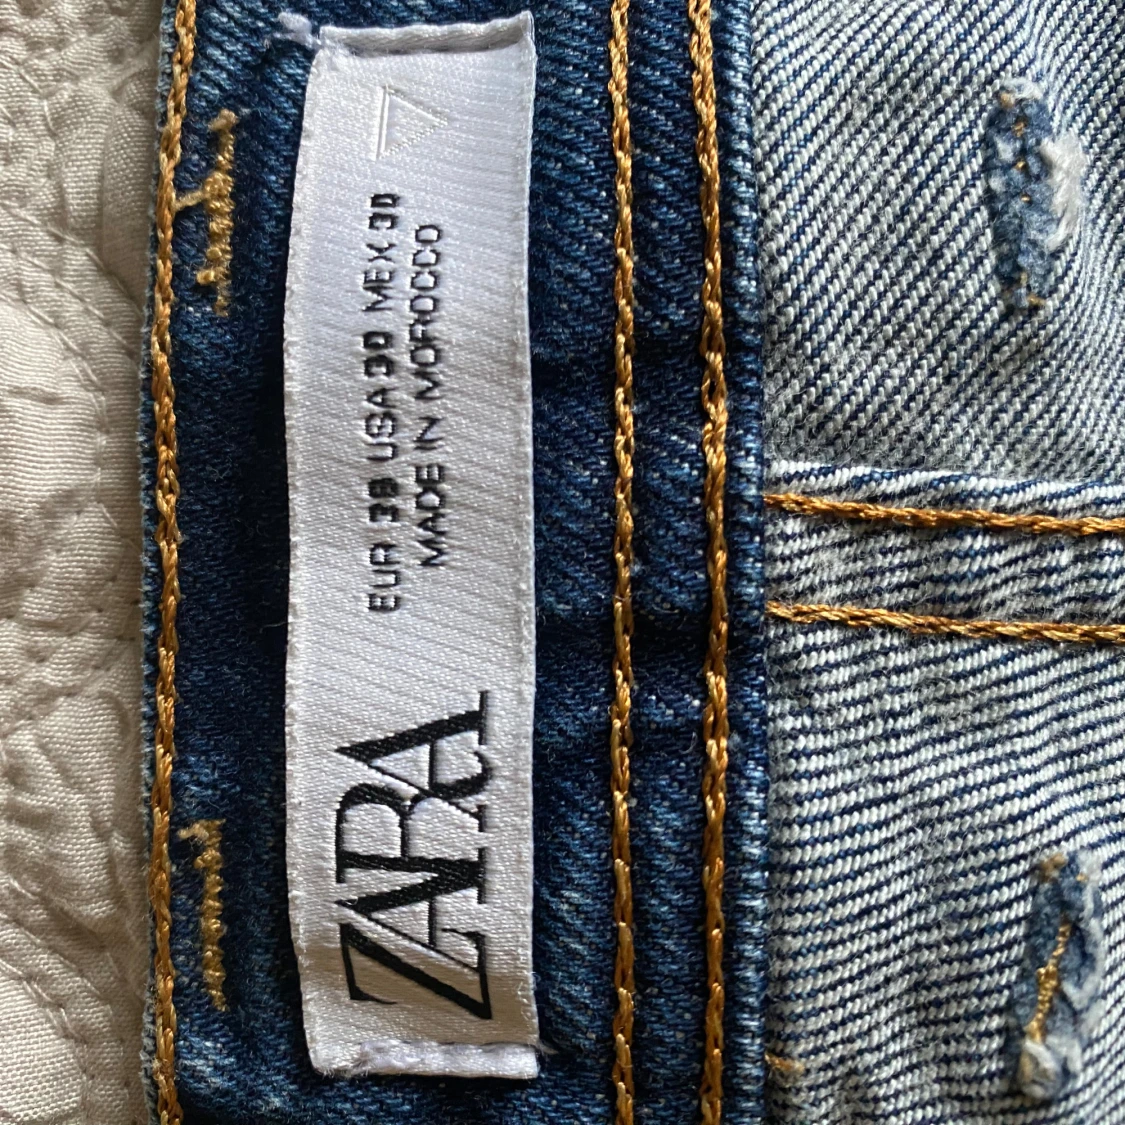 ZARA
EUR 38 USA 30 MEX 30
MADE IN MOROCCO